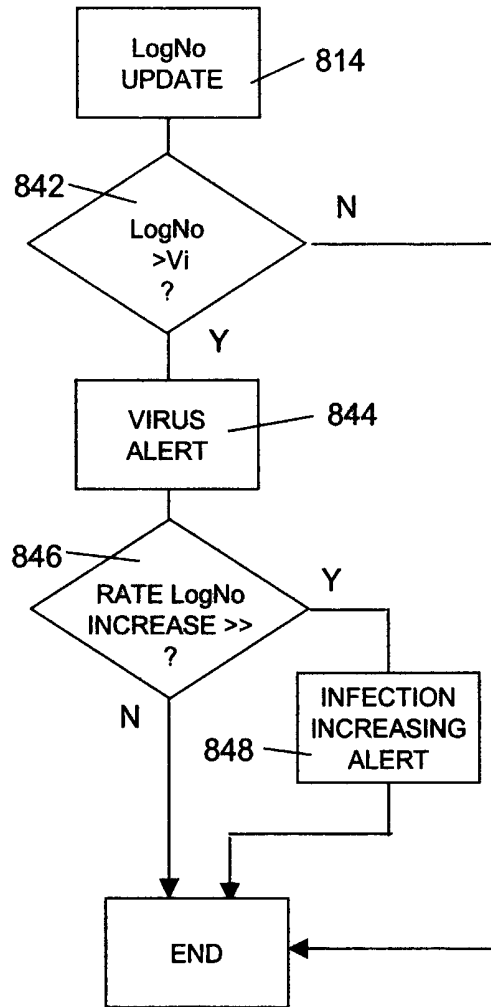 LogNo
UPDATE
814
842
LogNo
>Vi
?
N
Y
VIRUS
ALERT
844
846
RATE LogNo
INCREASE >>
?
Y
N
INFECTION
INCREASING
ALERT
848
END